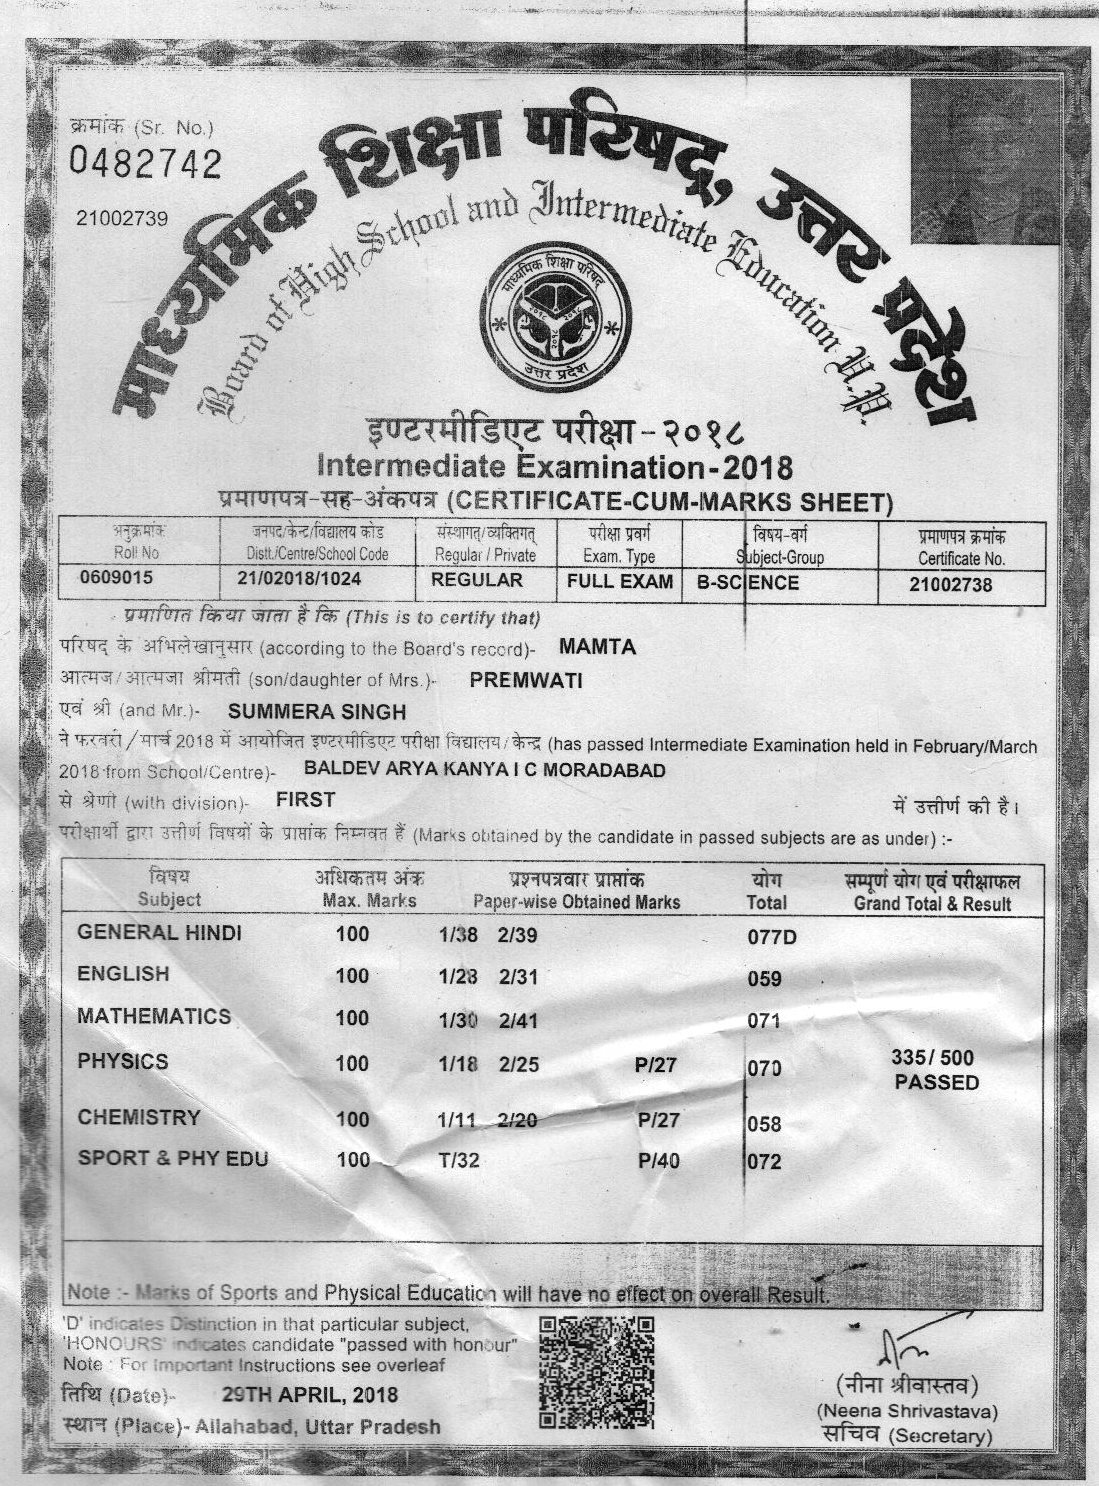 क्रमांक (Sr. No.)
0482742
21002739
माध्यमिक शिक्षा परिषद्, उत्तर प्रदेश
Board of High School and Intermediate Education U.P.
माध्यमिक शिक्षा परिषद्
२०१८ २०१८
२०१८
उत्तर प्रदेश
इण्टरमीडिएट परीक्षा - २०१८
Intermediate Examination - 2018
प्रमाणपत्र-सह-अंकपत्र (CERTIFICATE-CUM-MARKS SHEET)
अनुक्रमांक जनपद/केन्द/विद्यालय कोड संस्थागत्/व्यक्तिगत् परीक्षा प्रवर्ग विषय-वर्ग प्रमाणपत्र क्रमांक
Roll No Distt./Centre/School Code Regular / Private Exam. Type Subject-Group Certificate No.
0609015 21/02018/1024 REGULAR FULL EXAM B-SCIENCE 21002738
प्रमाणित किया जाता है कि (This is to certify that)
परिषद के अभिलेखानुसार (according to the Board's record)- MAMTA
आत्मज/आत्मजा श्रीमती (son/daughter of Mrs.)- PREMWATI
एवं श्री (and Mr.)- SUMMERA SINGH
ने फरवरी/मार्च 2018 में आयोजित इण्टरमीडिएट परीक्षा विद्यालय/केन्द्र (has passed Intermediate Examination held in February/March
2018 from School/Centre)- BALDEV ARYA KANYA I C MORADABAD
से श्रेणी (with division)- FIRST में उत्तीर्ण की है।
परीक्षार्थी द्वारा उत्तीर्ण विषयों के प्राप्तांक निम्नवत हैं (Marks obtained by the candidate in passed subjects are as under) :-
विषय अधिकतम अंक प्रश्नपत्रवार प्राप्तांक योग सम्पूर्ण योग एवं परीक्षाफल
Subject Max. Marks Paper-wise Obtained Marks Total Grand Total & Result
GENERAL HINDI 100 1/38 2/39 077D
ENGLISH 100 1/28 2/31 059
MATHEMATICS 100 1/30 2/41 071
PHYSICS 100 1/18 2/25 P/27 070 335/ 500
PASSED
CHEMISTRY 100 1/11 2/20 P/27 058
SPORT & PHY EDU 100 T/32 P/40 072
Note :- Marks of Sports and Physical Education will have no effect on overall Result.
'D' indicates Distinction in that particular subject,
'HONOURS' indicates candidate "passed with honour"
Note : For Important Instructions see overleaf
तिथि (Date)- 29TH APRIL, 2018
स्थान (Place)- Allahabad, Uttar Pradesh
(नीना श्रीवास्तव)
(Neena Shrivastava)
सचिव (Secretary)